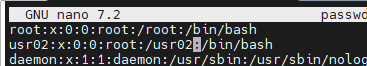 GNU nano 7.2 passwd
root:x:0:0:root:/root:/bin/bash
usr02:x:0:0:root:/usr02:/bin/bash
daemon:x:1:1:daemon:/usr/sbin:/usr/sbin/nolog